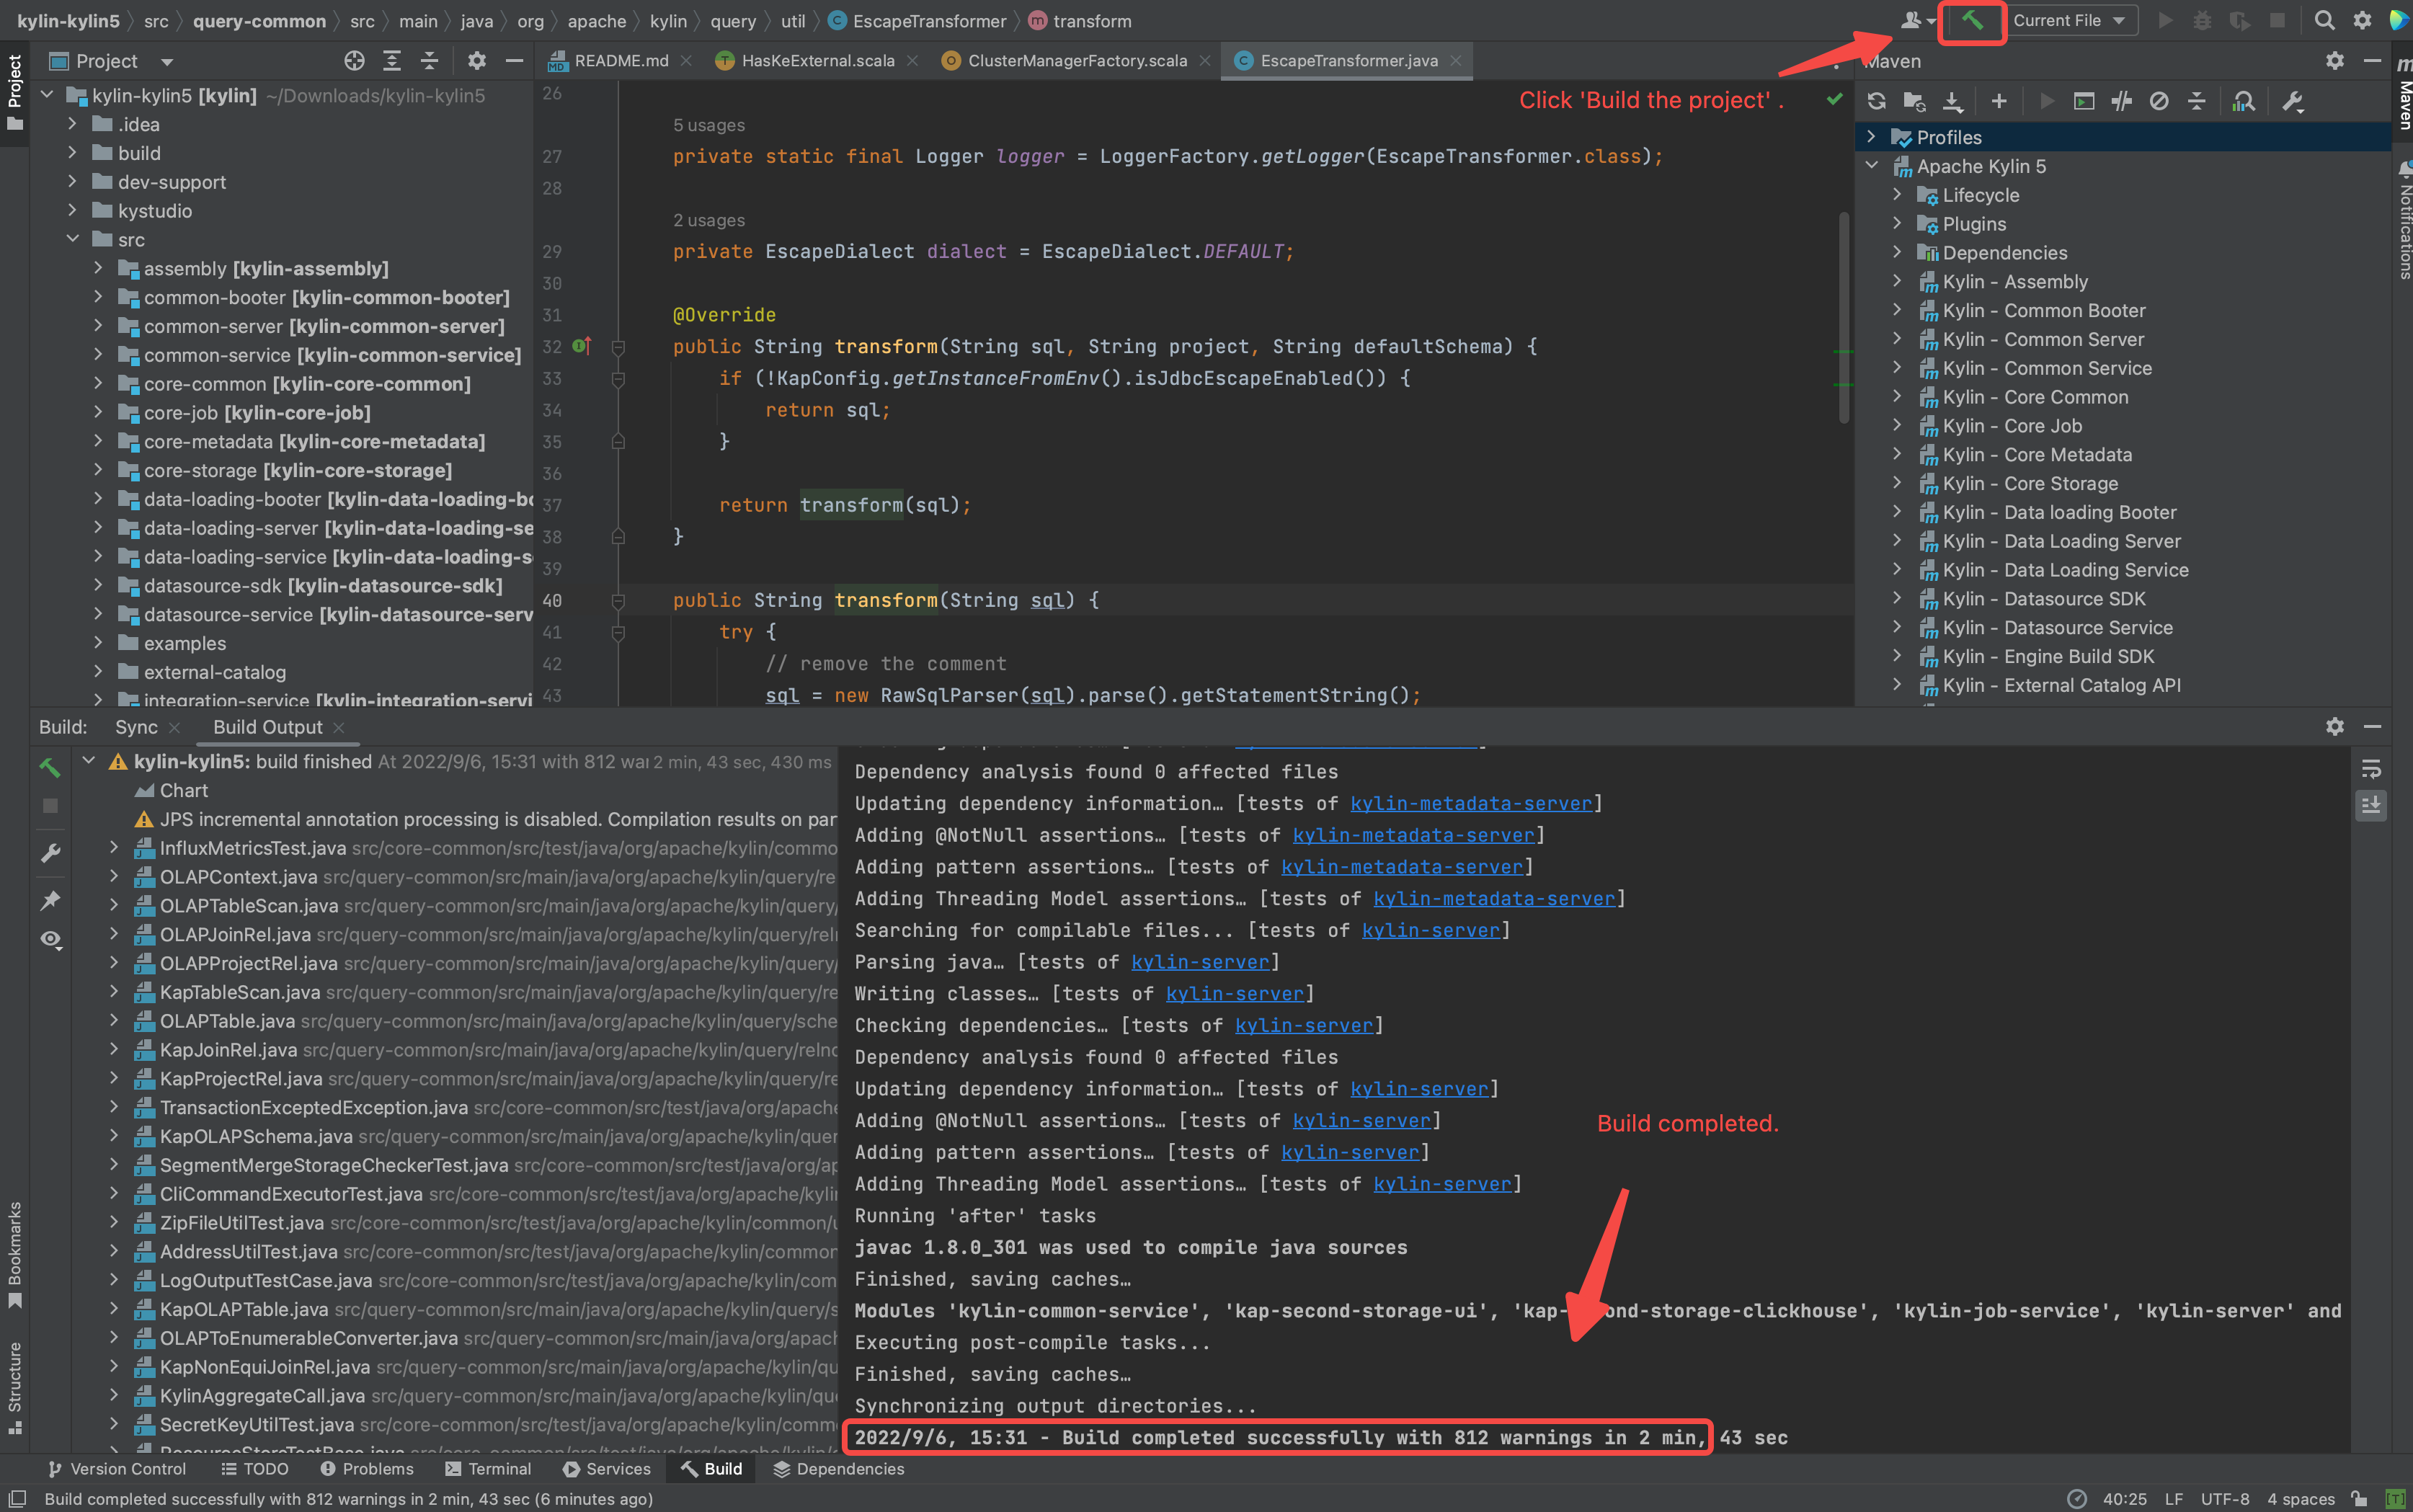 kylin-kylin5 src query-common src main java org apache kylin query util EscapeTransformer transform
Current File
Project
README.md
HasKeExternal.scala
ClusterManagerFactory.scala
EscapeTransformer.java
Maven
Project
kylin-kylin5 [kylin] ~/Downloads/kylin-kylin5
.idea
build
dev-support
kystudio
src
assembly [kylin-assembly]
common-booter [kylin-common-booter]
common-server [kylin-common-server]
common-service [kylin-common-service]
core-common [kylin-core-common]
core-job [kylin-core-job]
core-metadata [kylin-core-metadata]
core-storage [kylin-core-storage]
data-loading-booter [kylin-data-loading-bo
data-loading-server [kylin-data-loading-se
data-loading-service [kylin-data-loading-s
datasource-sdk [kylin-datasource-sdk]
datasource-service [kylin-datasource-serv
examples
external-catalog
integration-service [kylin-integration-servi
Click 'Build the project' .
26
5 usages
27 private static final Logger logger = LoggerFactory.getLogger(EscapeTransformer.class);
28
2 usages
29 private EscapeDialect dialect = EscapeDialect.DEFAULT;
30
31 @Override
32 public String transform(String sql, String project, String defaultSchema) {
33 if (!KapConfig.getInstanceFromEnv().isJdbcEscapeEnabled()) {
34 return sql;
35 }
36
37 return transform(sql);
38 }
39
40 public String transform(String sql) {
41 try {
42 // remove the comment
43 sql = new RawSqlParser(sql).parse().getStatementString();
Profiles
Apache Kylin 5
Lifecycle
Plugins
Dependencies
Kylin - Assembly
Kylin - Common Booter
Kylin - Common Server
Kylin - Common Service
Kylin - Core Common
Kylin - Core Job
Kylin - Core Metadata
Kylin - Core Storage
Kylin - Data loading Booter
Kylin - Data Loading Server
Kylin - Data Loading Service
Kylin - Datasource SDK
Kylin - Datasource Service
Kylin - Engine Build SDK
Kylin - External Catalog API
Maven
Notifications
Build: Sync Build Output
kylin-kylin5: build finished At 2022/9/6, 15:31 with 812 wai 2 min, 43 sec, 430 ms
Chart
JPS incremental annotation processing is disabled. Compilation results on par
InfluxMetricsTest.java src/core-common/src/test/java/org/apache/kylin/commo
OLAPContext.java src/query-common/src/main/java/org/apache/kylin/query/re
OLAPTableScan.java src/query-common/src/main/java/org/apache/kylin/query/
OLAPJoinRel.java src/query-common/src/main/java/org/apache/kylin/query/reln
OLAPProjectRel.java src/query-common/src/main/java/org/apache/kylin/query/
KapTableScan.java src/query-common/src/main/java/org/apache/kylin/query/re
OLAPTable.java src/query-common/src/main/java/org/apache/kylin/query/sche
KapJoinRel.java src/query-common/src/main/java/org/apache/kylin/query/relno
KapProjectRel.java src/query-common/src/main/java/org/apache/kylin/query/re
TransactionExceptedException.java src/core-common/src/test/java/org/apache
KapOLAPSchema.java src/query-common/src/main/java/org/apache/kylin/quer
SegmentMergeStorageCheckerTest.java src/core-common/src/test/java/org/ap
CliCommandExecutorTest.java src/core-common/src/test/java/org/apache/kyli
ZipFileUtilTest.java src/core-common/src/test/java/org/apache/kylin/common/u
AddressUtilTest.java src/core-common/src/test/java/org/apache/kylin/common
LogOutputTestCase.java src/core-common/src/test/java/org/apache/kylin/com
KapOLAPTable.java src/query-common/src/main/java/org/apache/kylin/query/s
OLAPToEnumerableConverter.java src/query-common/src/main/java/org/apach
KapNonEquiJoinRel.java src/query-common/src/main/java/org/apache/kylin/qu
KylinAggregateCall.java src/query-common/src/main/java/org/apache/kylin/que
SecretKeyUtilTest.java src/core-common/src/test/java/org/apache/kylin/comm
ResourceStoreTestBase.java
Dependency analysis found 0 affected files
Updating dependency information… [tests of kylin-metadata-server]
Adding @NotNull assertions… [tests of kylin-metadata-server]
Adding pattern assertions… [tests of kylin-metadata-server]
Adding Threading Model assertions… [tests of kylin-metadata-server]
Searching for compilable files... [tests of kylin-server]
Parsing java… [tests of kylin-server]
Writing classes… [tests of kylin-server]
Checking dependencies… [tests of kylin-server]
Dependency analysis found 0 affected files
Updating dependency information… [tests of kylin-server]
Adding @NotNull assertions… [tests of kylin-server]
Adding pattern assertions… [tests of kylin-server]
Adding Threading Model assertions… [tests of kylin-server]
Running 'after' tasks
javac 1.8.0_301 was used to compile java sources
Finished, saving caches…
Modules 'kylin-common-service', 'kap-second-storage-ui', 'kap- ond-storage-clickhouse', 'kylin-job-service', 'kylin-server' and
Executing post-compile tasks...
Finished, saving caches…
Synchronizing output directories...
2022/9/6, 15:31 - Build completed successfully with 812 warnings in 2 min, 43 sec
Build completed.
Bookmarks
Structure
Version Control TODO Problems Terminal Services Build Dependencies
Build completed successfully with 812 warnings in 2 min, 43 sec (6 minutes ago)
40:25 LF UTF-8 4 spaces